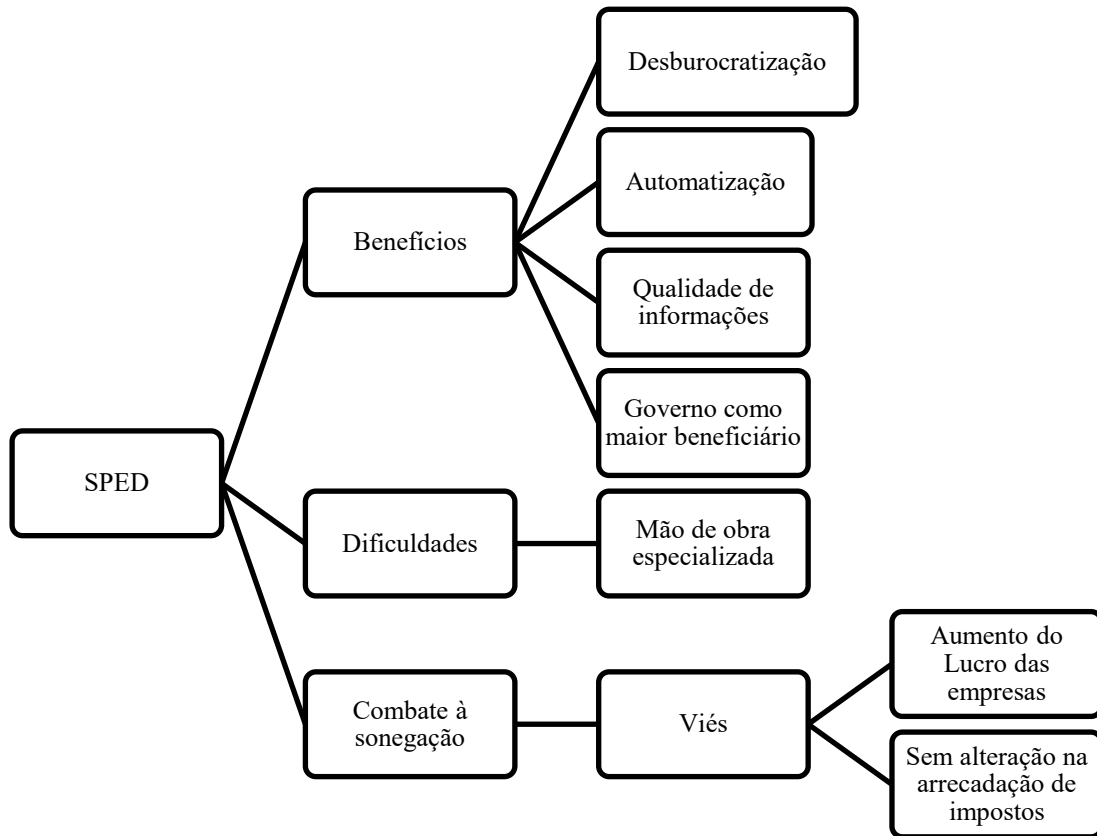 SPED
Benefícios
Desburocratização
Automatização
Qualidade de
informações
Governo como
maior beneficiário
Dificuldades
Mão de obra
especializada
Combate à
sonegação
Viés
Aumento do
Lucro das
empresas
Sem alteração na
arrecadação de
impostos